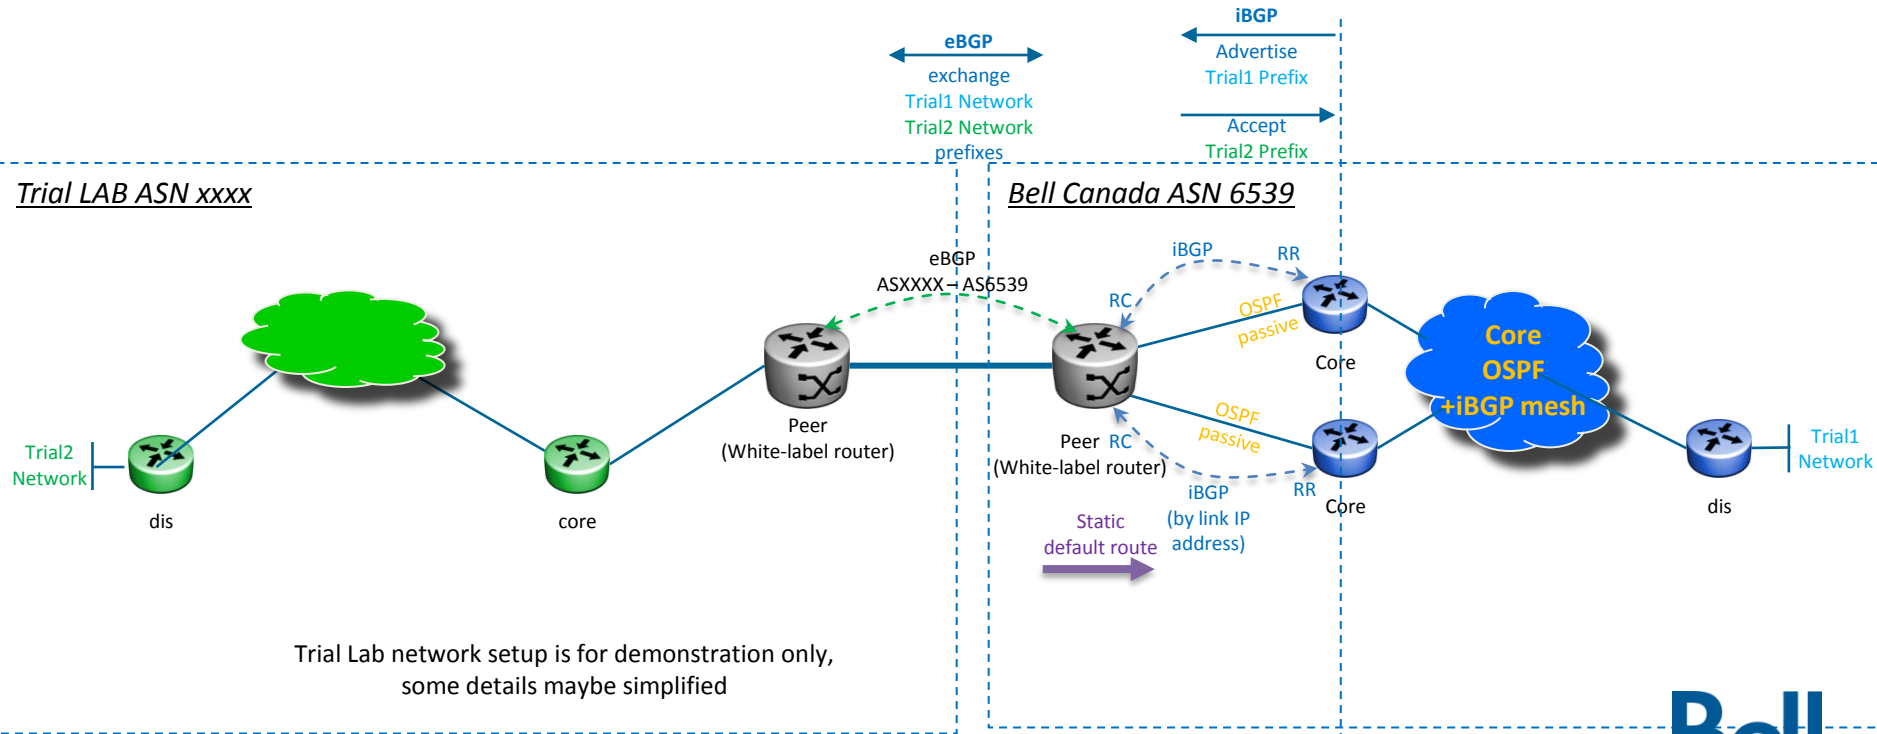 iBGP
Advertise
Trial1 Prefix
Accept
Trial2 Prefix
eBGP
exchange
Trial1 Network
Trial2 Network
prefixes
Trial LAB ASN xxxx
Bell Canada ASN 6539
eBGP
ASXXXX – AS6539
iBGP
RR
RC
OSPF
passive
Core
Core
OSPF
+iBGP mesh
Peer
(White-label router)
Peer
(White-label router)
RC
OSPF
passive
iBGP
(by link IP
address)
RR
Core
Static
default route
Trial2
Network
dis
core
dis
Trial1
Network
Trial Lab network setup is for demonstration only,
some details maybe simplified
Bell